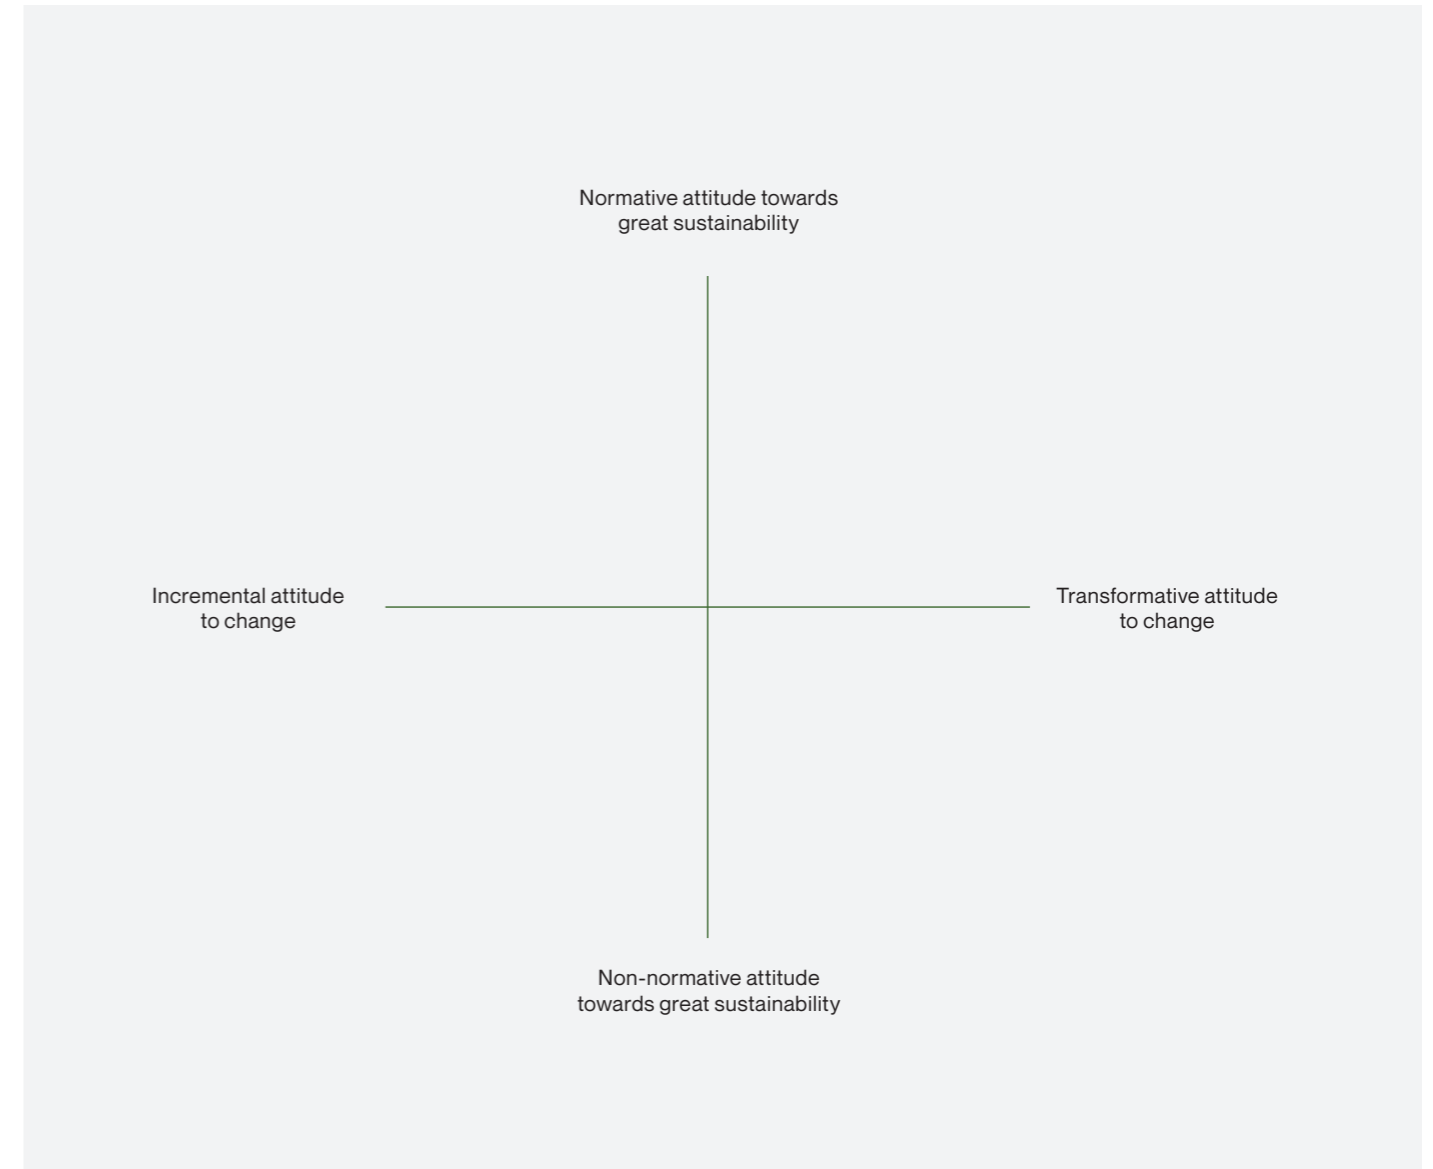 Normative attitude towards
great sustainability
Incremental attitude
to change
Transformative attitude
to change
Non-normative attitude
towards great sustainability